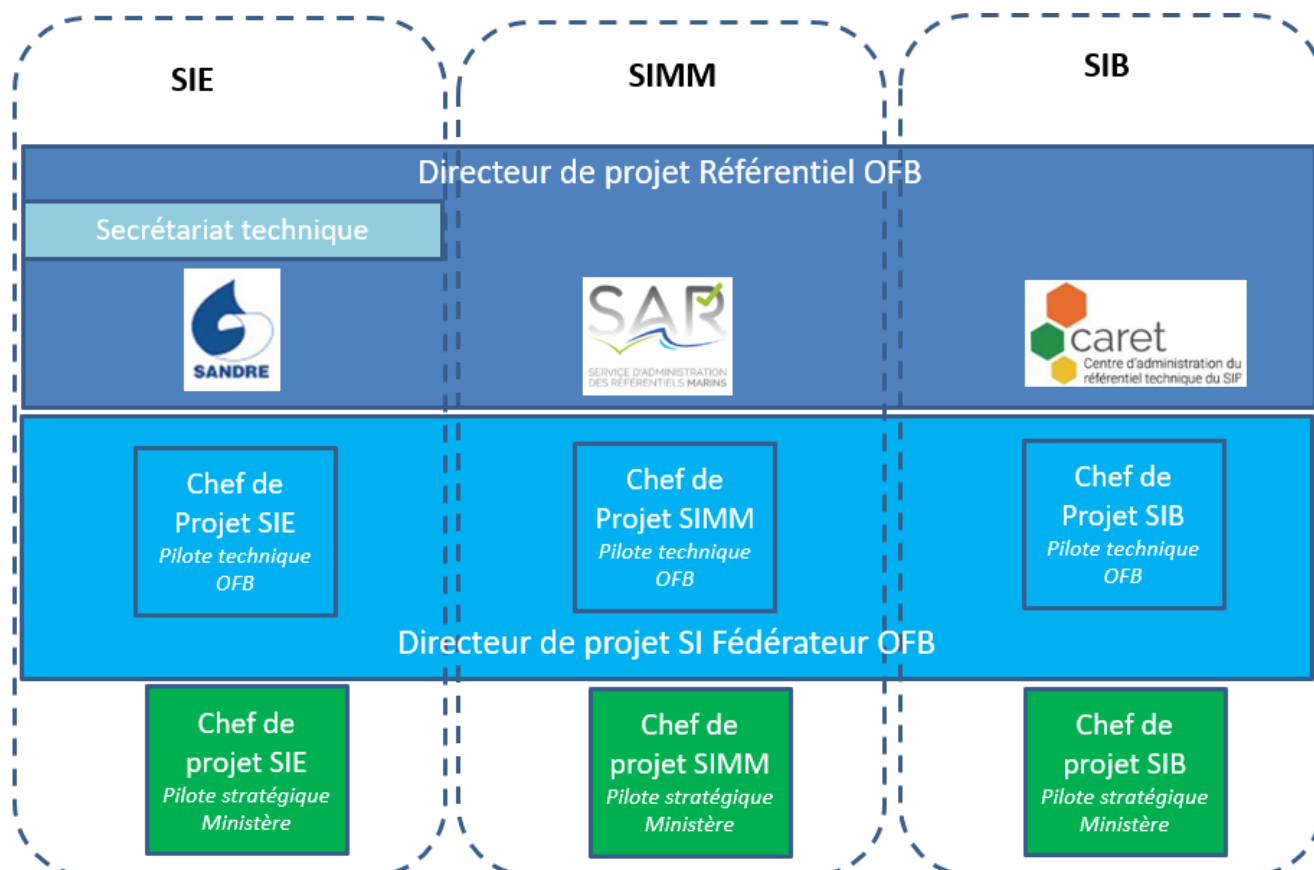 SIE
SIMM
SIB
Directeur de projet Référentiel OFB
Secrétariat technique
SANDRE
SAR
SERVICE D'ADMINISTRATION
DES RÉFÉRENTIELS MARINS
caret
Centre d'administration du
référentiel technique du SIP
Chef de
Projet SIE
Pilote technique
OFB
Chef de
Projet SIMM
Pilote technique
OFB
Chef de
Projet SIB
Pilote technique
OFB
Directeur de projet SI Fédérateur OFB
Chef de
projet SIE
Pilote stratégique
Ministère
Chef de
projet SIMM
Pilote stratégique
Ministère
Chef de
projet SIB
Pilote stratégique
Ministère